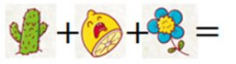 + + =